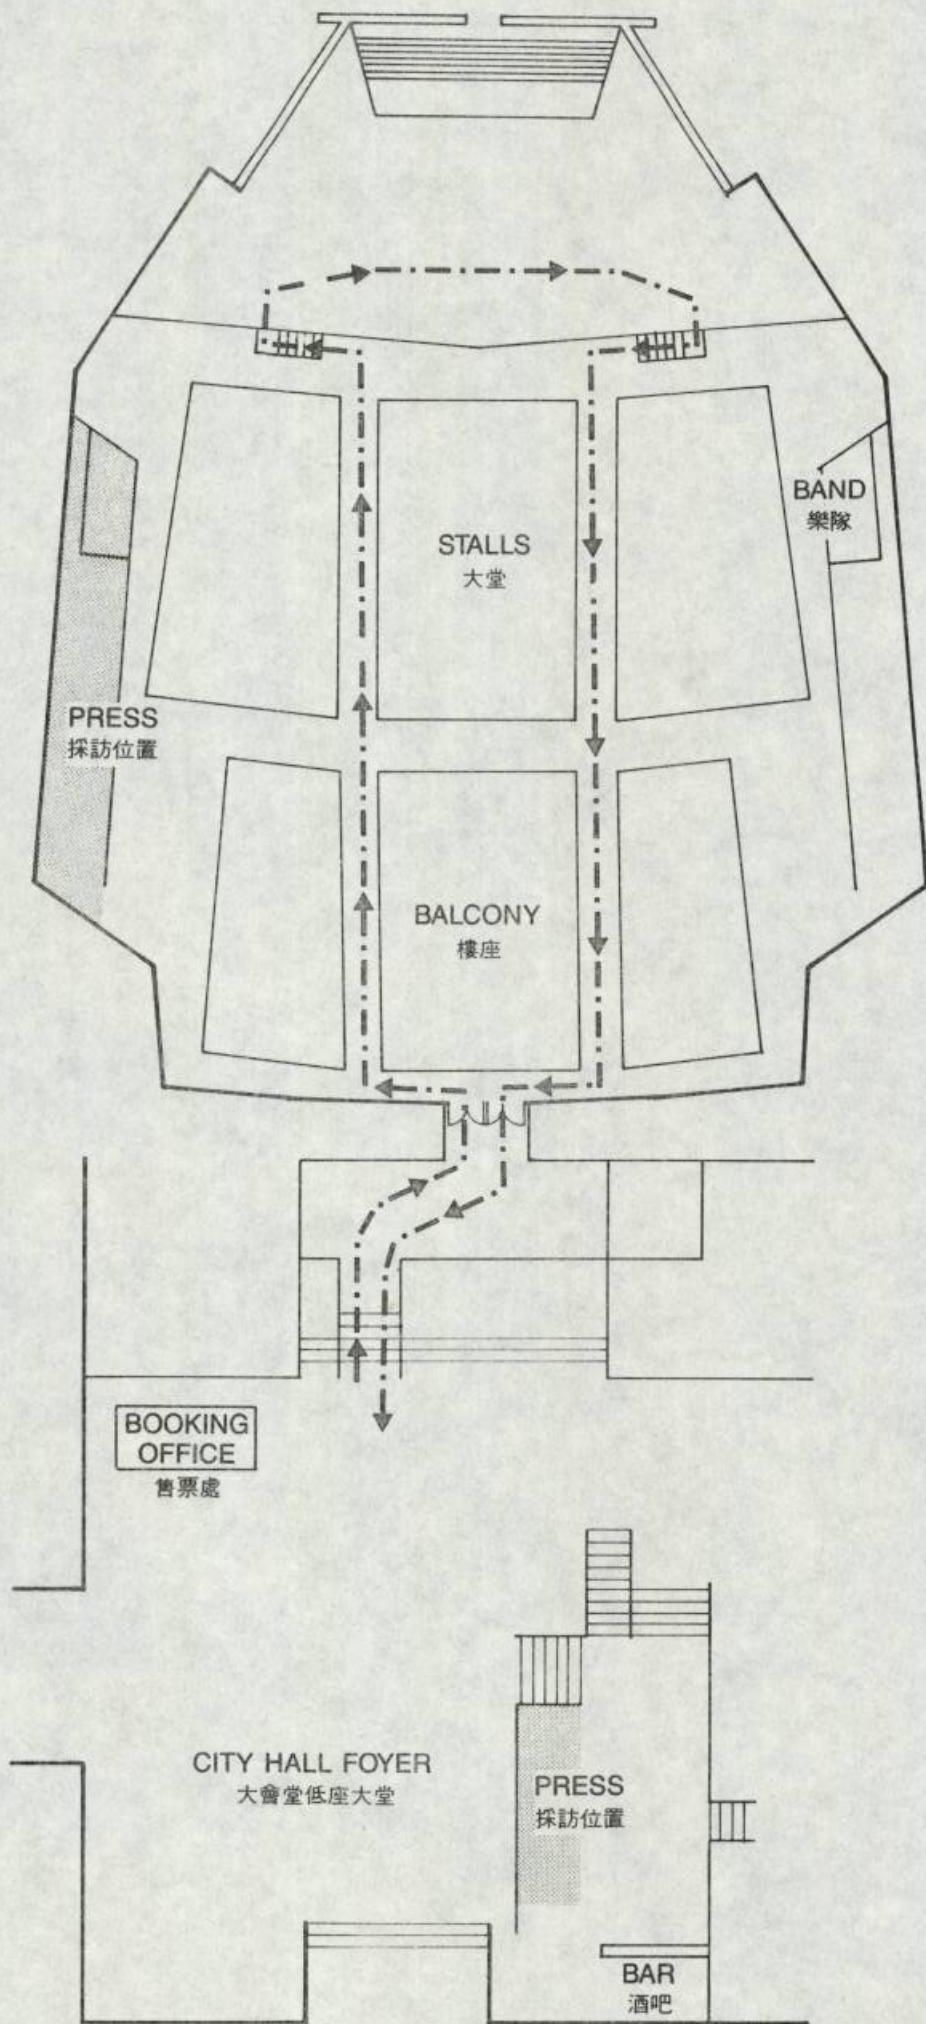 STALLS
大堂
BAND
樂隊
PRESS
採訪位置
BALCONY
樓座
BOOKING
OFFICE
售票處
CITY HALL FOYER
大會堂低座大堂
PRESS
採訪位置
BAR
酒吧